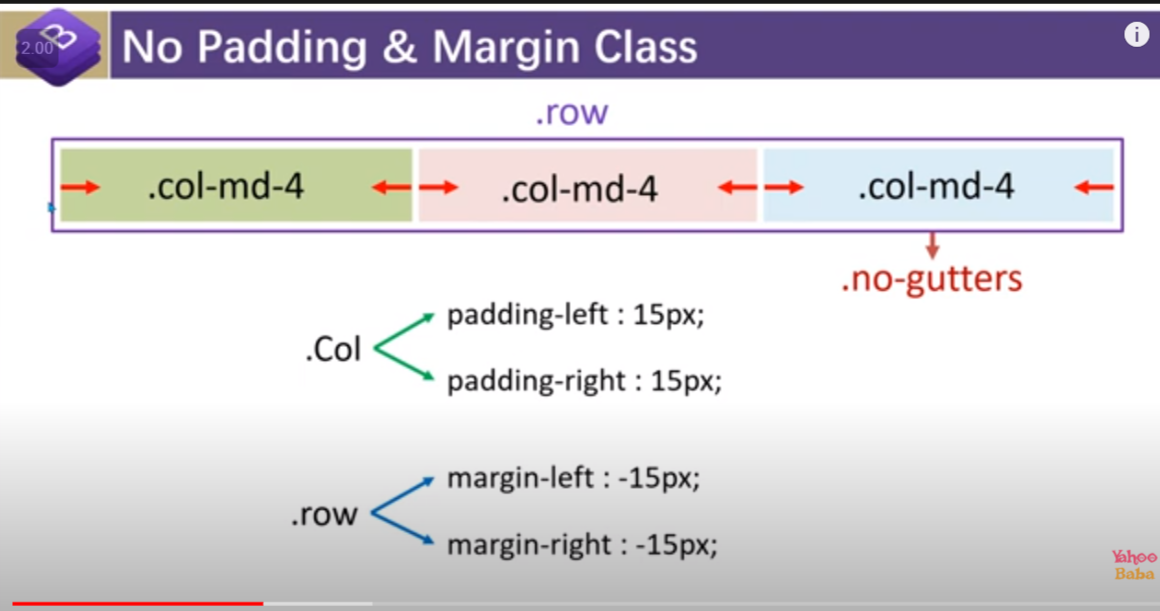 2.00
B
No Padding & Margin Class
i
.row
.col-md-4
.col-md-4
.col-md-4
.no-gutters
.Col
padding-left : 15px;
padding-right : 15px;
.row
margin-left : -15px;
margin-right : -15px;
Yahoo
Baba